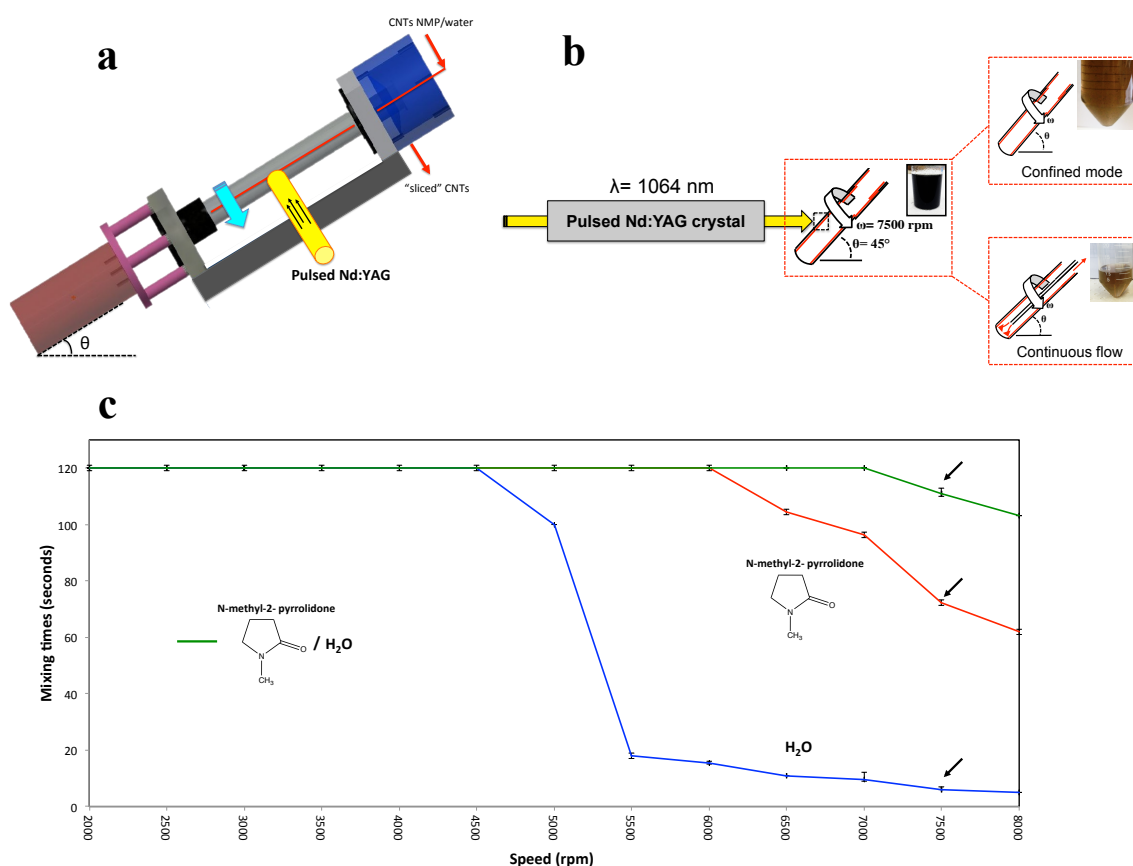 a
CNTs NMP/water
"sliced" CNTs
Pulsed Nd:YAG
θ
b
λ= 1064 nm
Pulsed Nd:YAG crystal
ω= 7500 rpm
θ= 45°
ω
θ
Confined mode
ω
θ
Continuous flow
c
Mixing times (seconds)
120
100
80
60
40
20
0
N-methyl-2- pyrrolidone
N
O
CH₃
/ H₂O
N-methyl-2- pyrrolidone
N
O
CH₃
H₂O
2000
2500
3000
3500
4000
4500
5000
5500
6000
6500
7000
7500
8000
Speed (rpm)